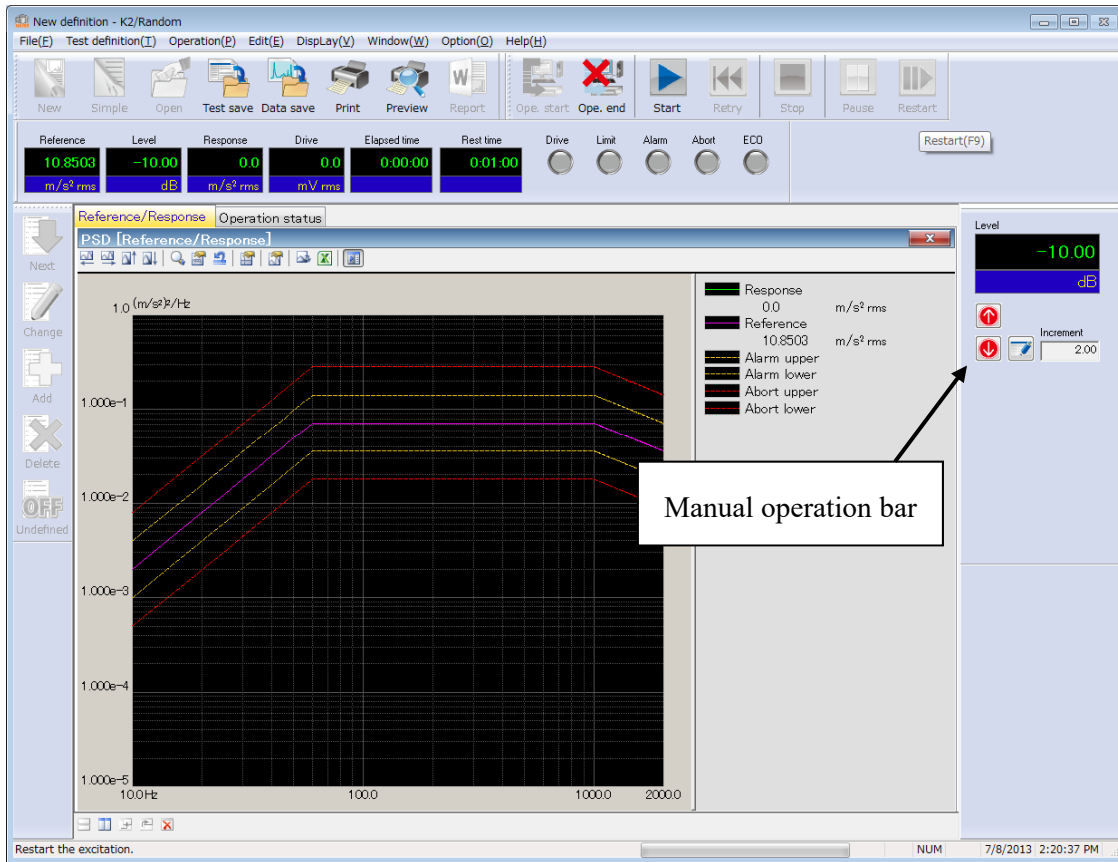 New definition - K2/Random
File(F) Test definition(T) Operation(P) Edit(E) DispLay(V) Window(W) Option(O) Help(H)
New Simple Open Test save Data save Print Preview Report Ope. start Ope. end Start Retry Stop Pause Restart
Reference Level Response Drive Elapsed time Rest time Drive Limit Alarm Abort ECO
10.8503 -10.00 0.0 0.0 0:00:00 0:01:00
m/s² rms dB m/s² rms mV rms
Restart(F9)
Reference/Response Operation status
PSD [Reference/Response]
Next
Change
Add
Delete
OFF
Undefined
1.0 (m/s²)²/Hz
1.000e-1
1.000e-2
1.000e-3
1.000e-4
1.000e-5
10.0Hz 100.0 1000.0 2000.0
Response
0.0 m/s² rms
Reference
10.8503 m/s² rms
Alarm upper
Alarm lower
Abort upper
Abort lower
Level
-10.00
dB
Increment
2.00
Manual operation bar
Restart the excitation. NUM 7/8/2013 2:20:37 PM